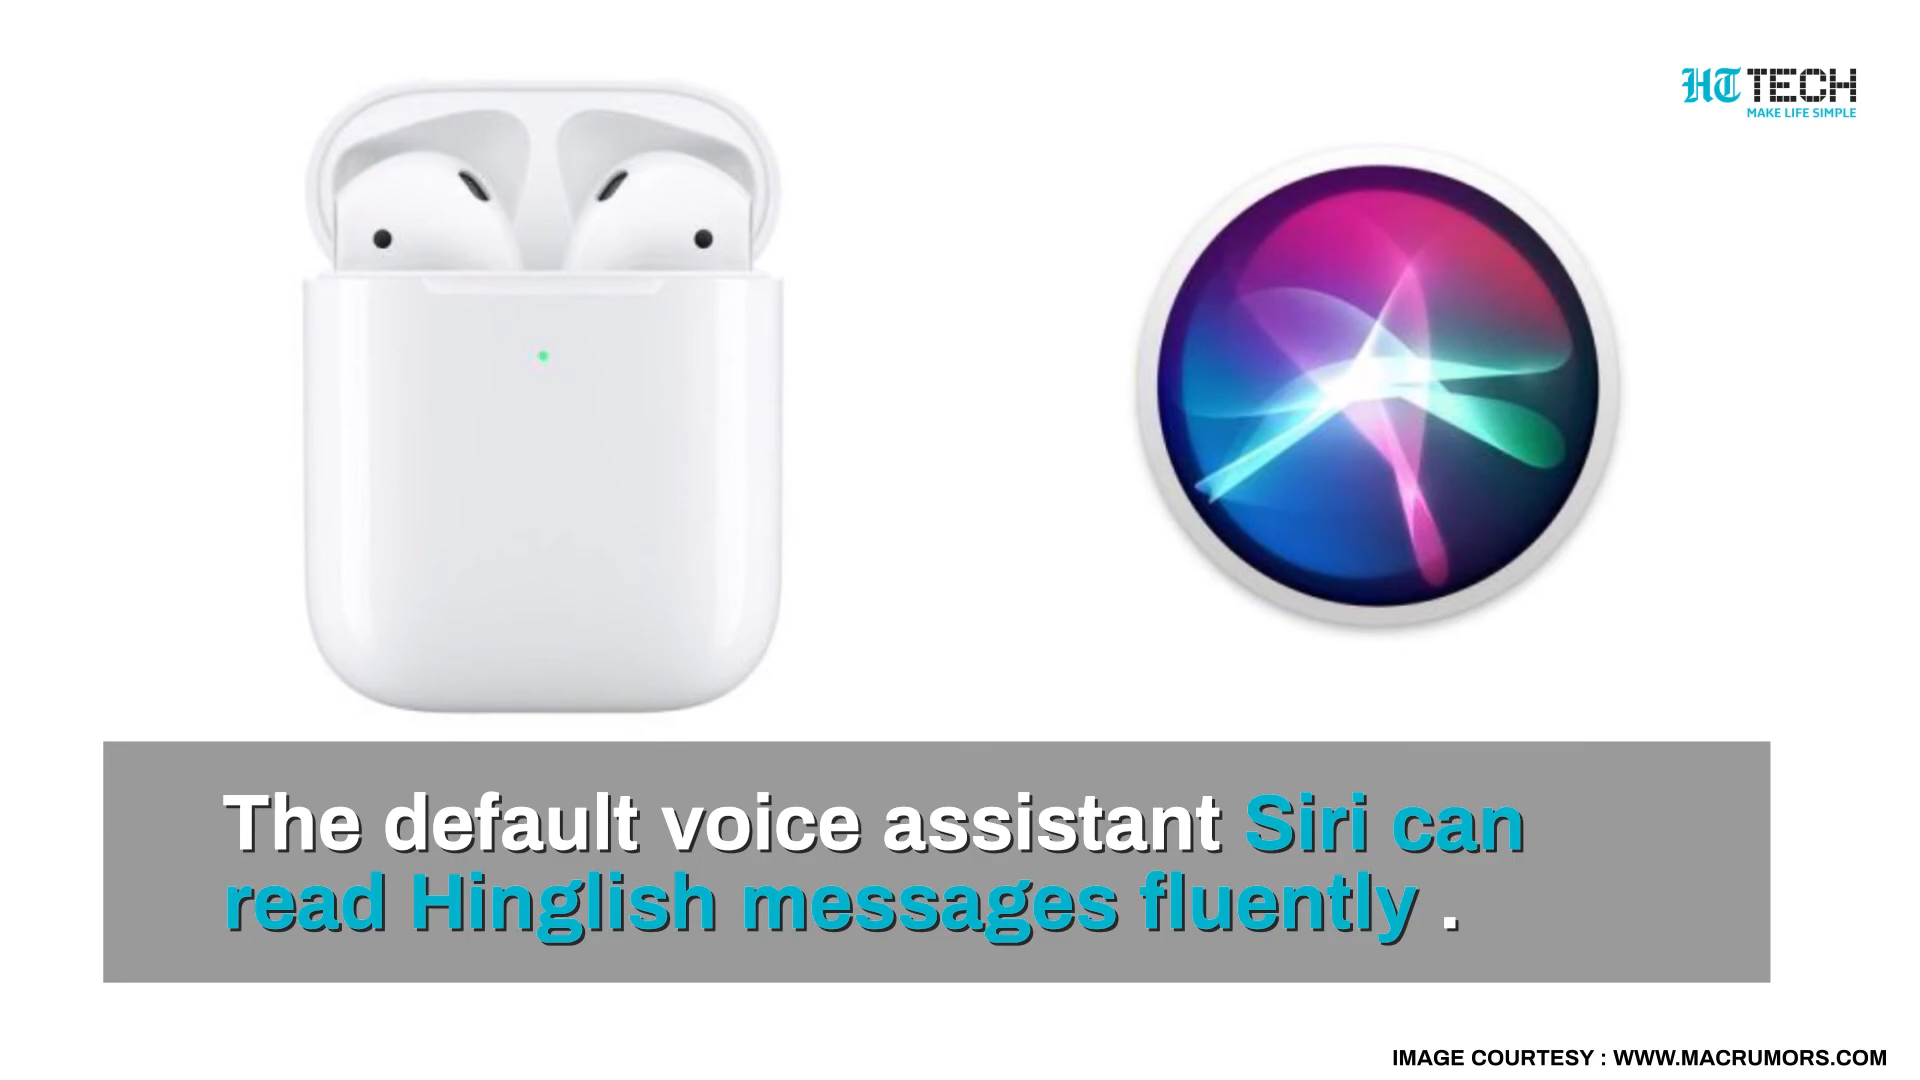 HT TECH
MAKE LIFE SIMPLE
The default voice assistant Siri can
read Hinglish messages fluently .
IMAGE COURTESY : WWW.MACRUMORS.COM